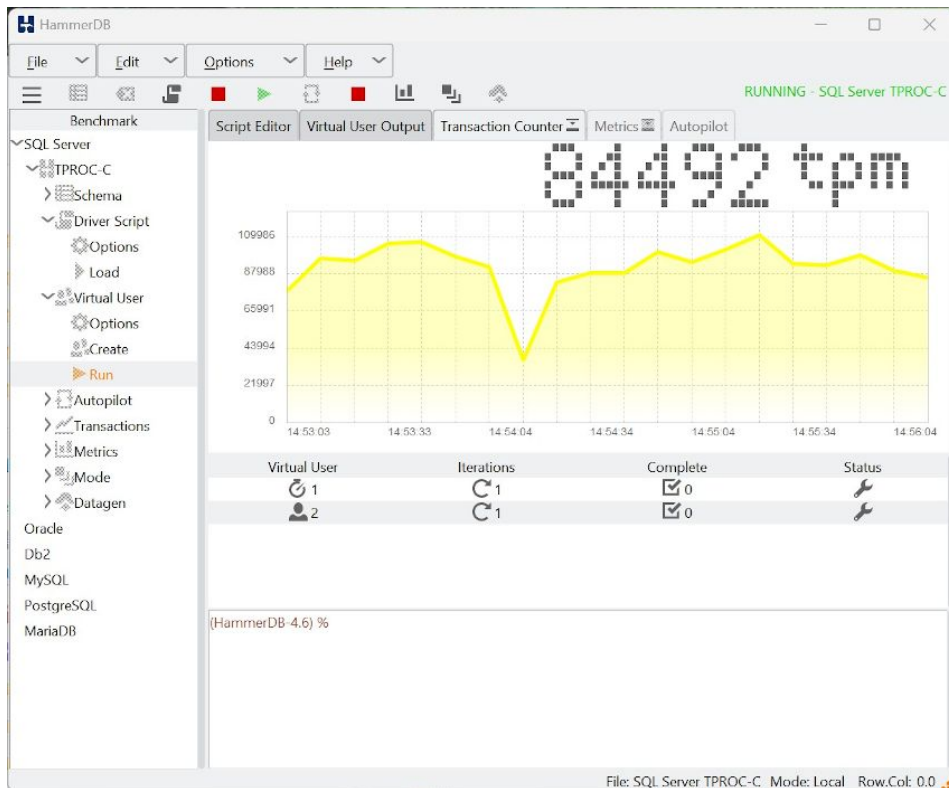 HammerDB
File Edit Options Help
RUNNING - SQL Server TPROC-C
Benchmark
SQL Server
TPROC-C
Schema
Driver Script
Options
Load
Virtual User
Options
Create
Run
Autopilot
Transactions
Metrics
Mode
Datagen
Oracle
Db2
MySQL
PostgreSQL
MariaDB
Script Editor Virtual User Output Transaction Counter Metrics Autopilot
84492 tpm
109985
87988
65991
43994
21997
0
14:53:03 14:53:33 14:54:04 14:54:34 14:55:04 14:55:34 14:56:04
Virtual User Iterations Complete Status
1 1 0
2 1 0
(HammerDB-4.6) %
File: SQL Server TPROC-C Mode: Local Row.Col: 0.0